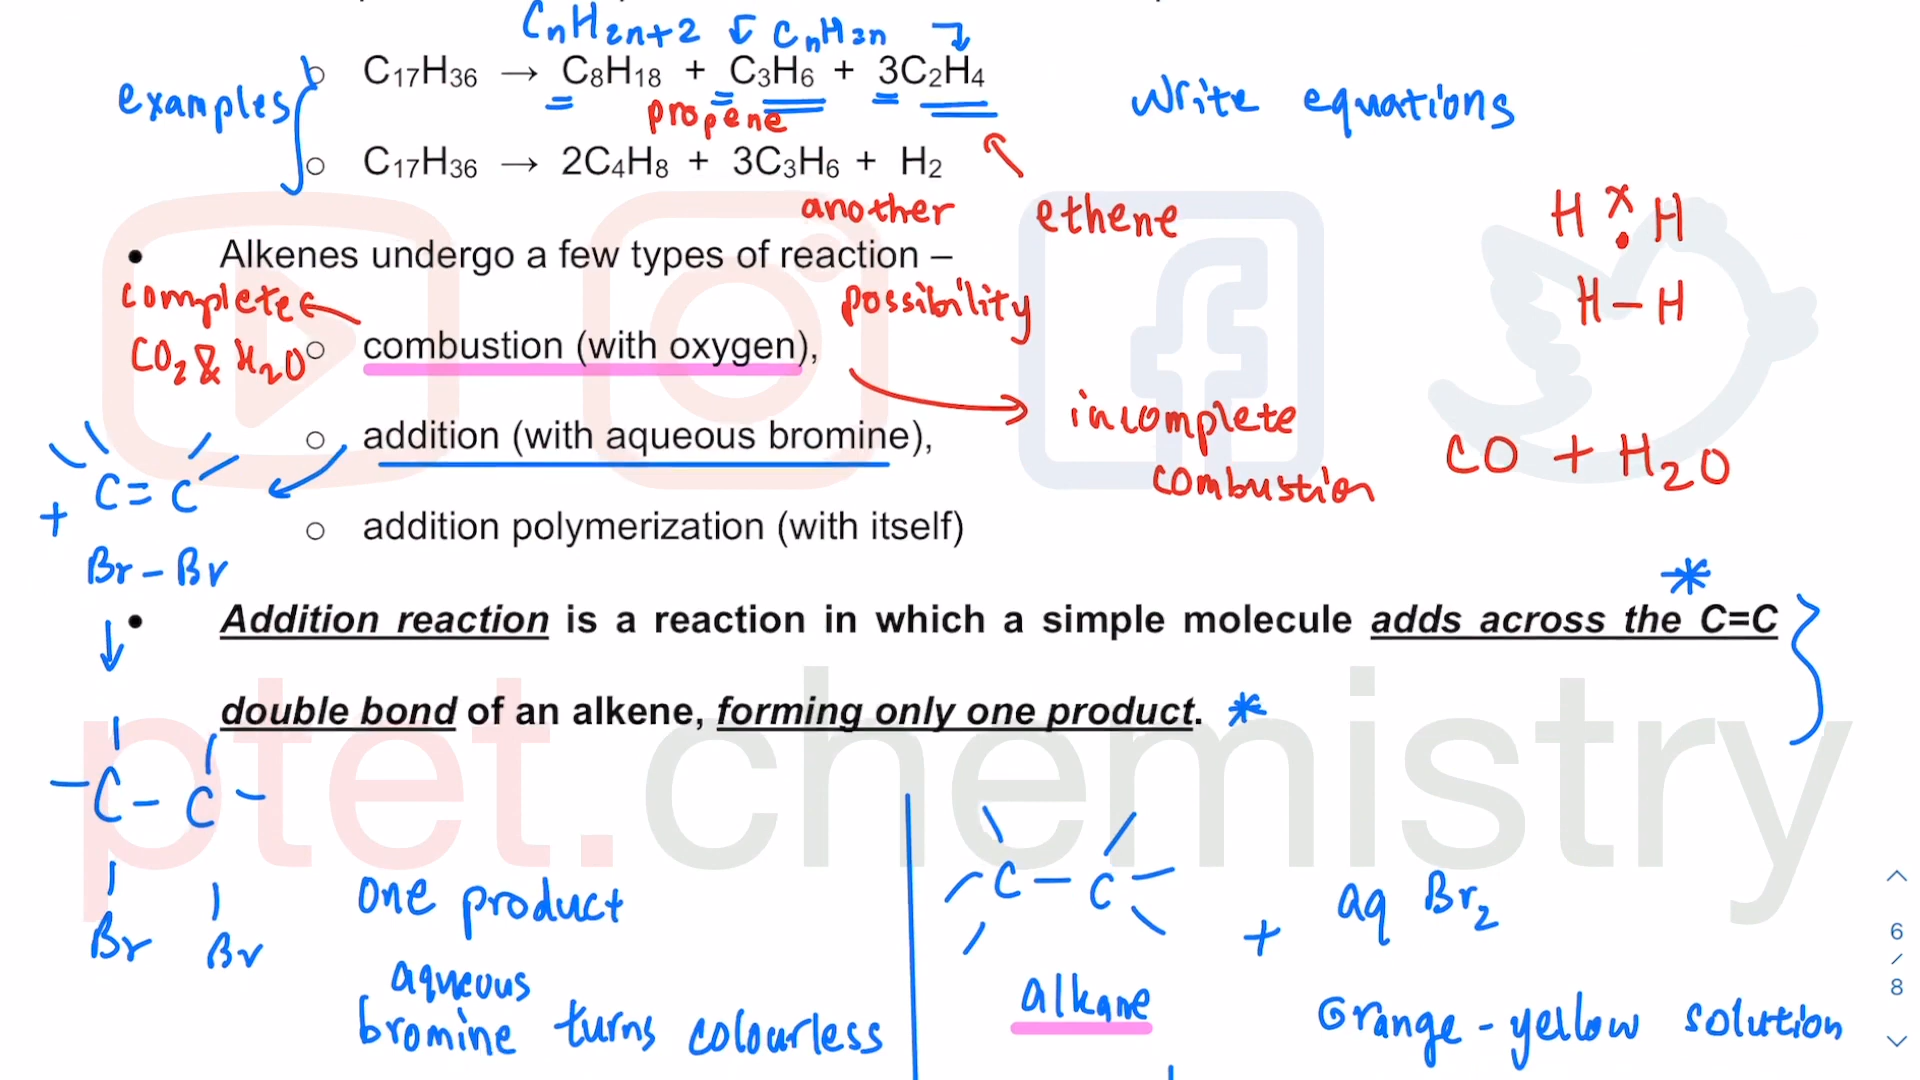 CnH2n+2 CnH2n
examples
C17H36 → C8H18 + C3H6 + 3C2H4
write equations
propene
C17H36 → 2C4H8 + 3C3H6 + H2
another
ethene
H x • H
• Alkenes undergo a few types of reaction –
complete
possibility
H – H
CO2 & H2O
○ combustion (with oxygen),
incomplete
combustion
CO + H2O
○ addition (with aqueous bromine),
C = C
+
○ addition polymerization (with itself)
Br – Br
• Addition reaction is a reaction in which a simple molecule adds across the C=C *
double bond of an alkene, forming only one product. *
ptet.chemistry
– C – C –
Br Br
one product
aqueous
bromine turns colourless
C – C + aq Br2
alkane
Orange-yellow solution
6
/
8